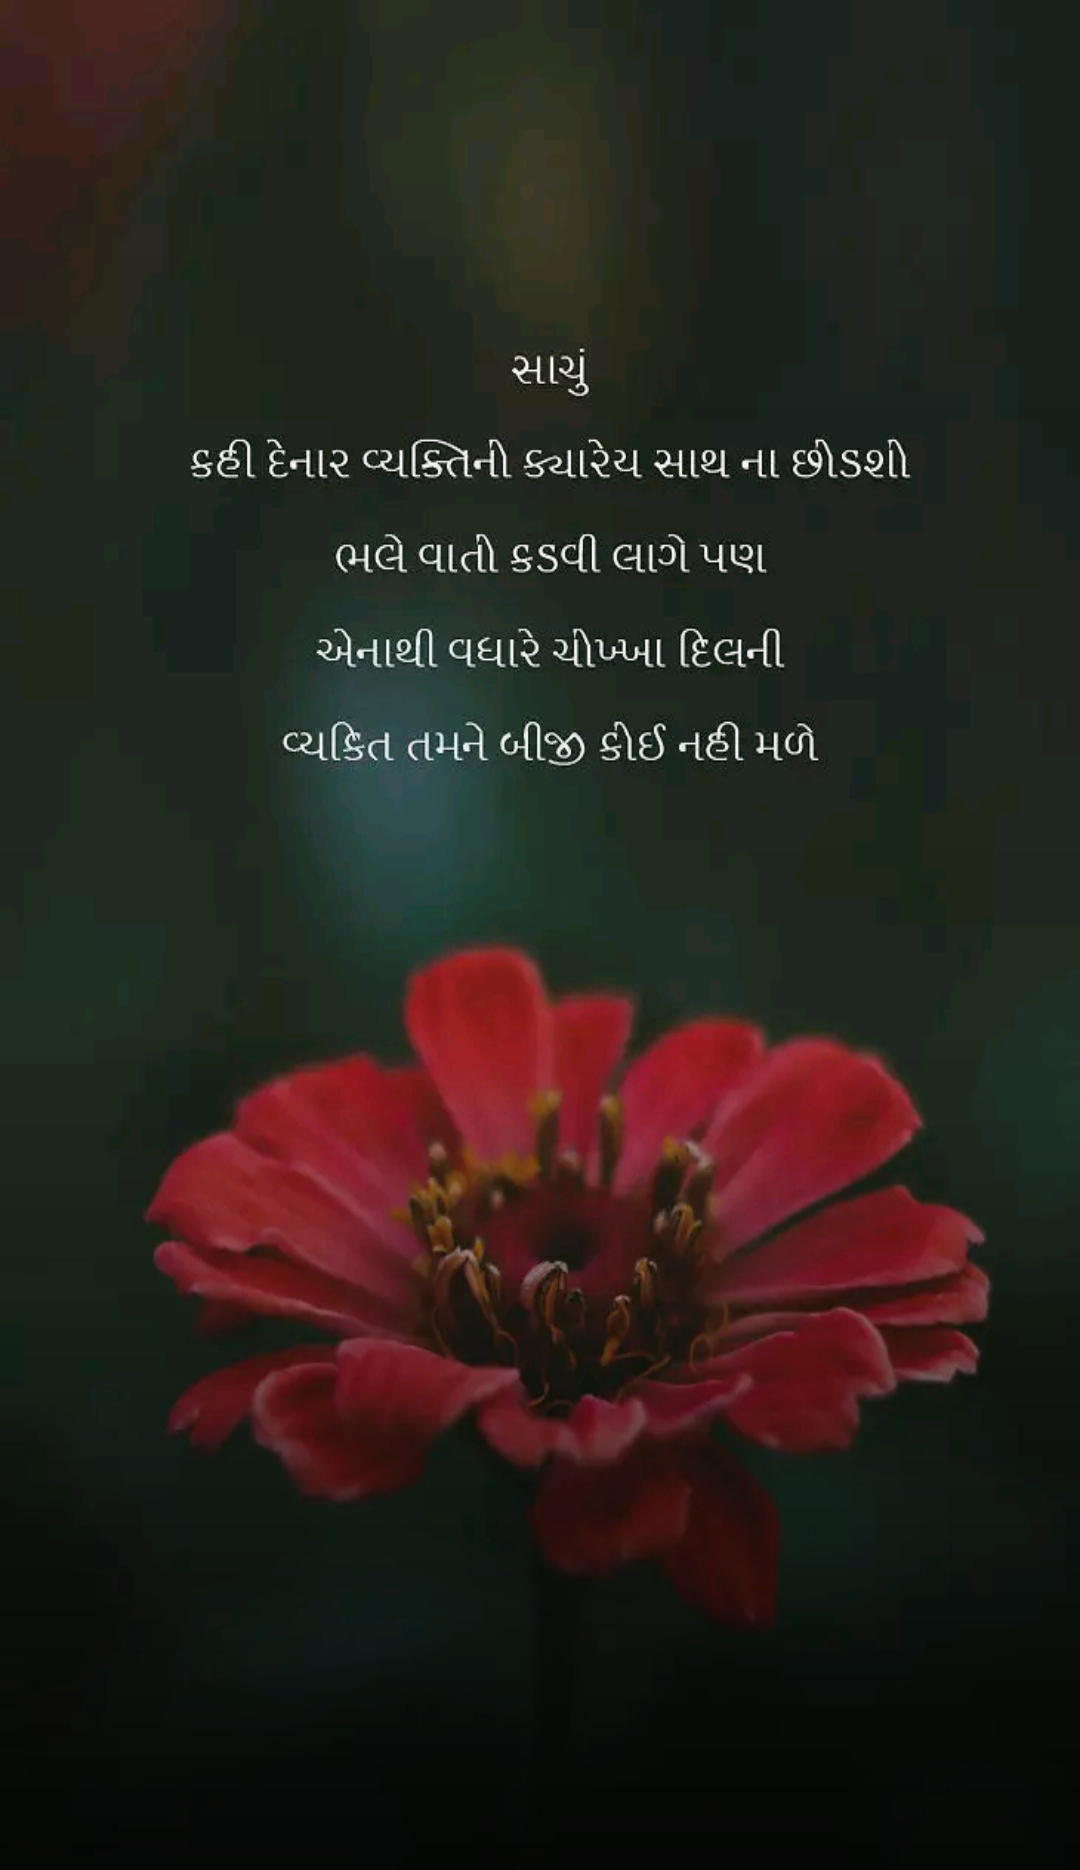 સાચું
કહી દેનાર વ્યક્તિનો ક્યારેય સાથ ના છોડશો
ભલે વાતો કડવી લાગે પણ
એનાથી વધારે ચોખ્ખા દિલની
વ્યકિત તમને બીજી કોઈ નહી મળે